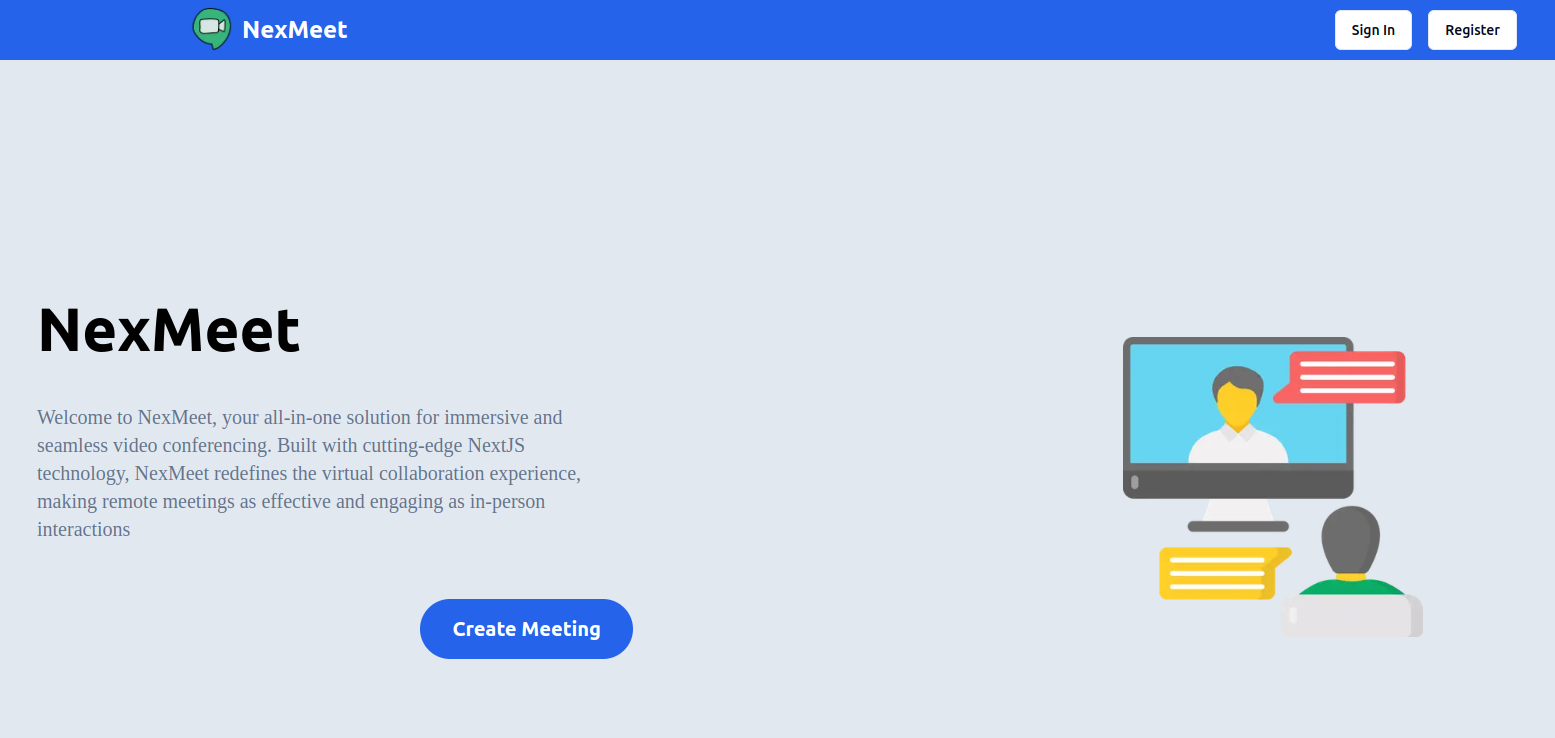 NexMeet
Sign In
Register
NexMeet
Welcome to NexMeet, your all-in-one solution for immersive and
seamless video conferencing. Built with cutting-edge NextJS
technology, NexMeet redefines the virtual collaboration experience,
making remote meetings as effective and engaging as in-person
interactions
Create Meeting